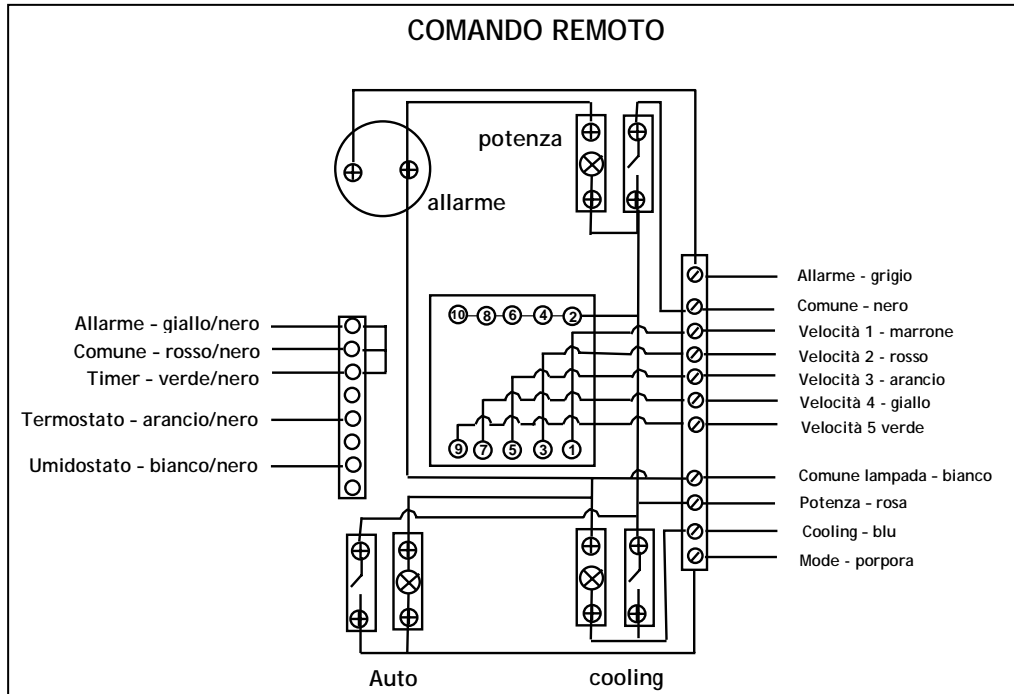 COMANDO REMOTO
potenza
allarme
Allarme - grigio
Comune - nero
Velocità 1 - marrone
Velocità 2 - rosso
Velocità 3 - arancio
Velocità 4 - giallo
Velocità 5 verde
Comune lampada - bianco
Potenza - rosa
Cooling - blu
Mode - porpora
Allarme - giallo/nero
Comune - rosso/nero
Timer - verde/nero
Termostato - arancio/nero
Umidostato - bianco/nero
10 8 6 4 2
9 7 5 3 1
Auto
cooling